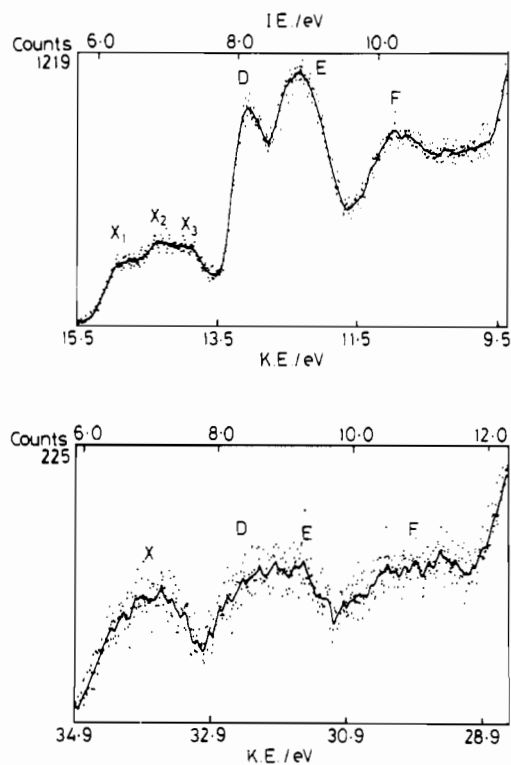 I.E./eV
6·0 8·0 10·0
Counts
1219
D E F
X₁ X₂ X₃
15·5 13·5 11·5 9·5
K.E./eV
Counts 6·0 8·0 10·0 12·0
225
X D E F
34·9 32·9 30·9 28·9
K.E./eV